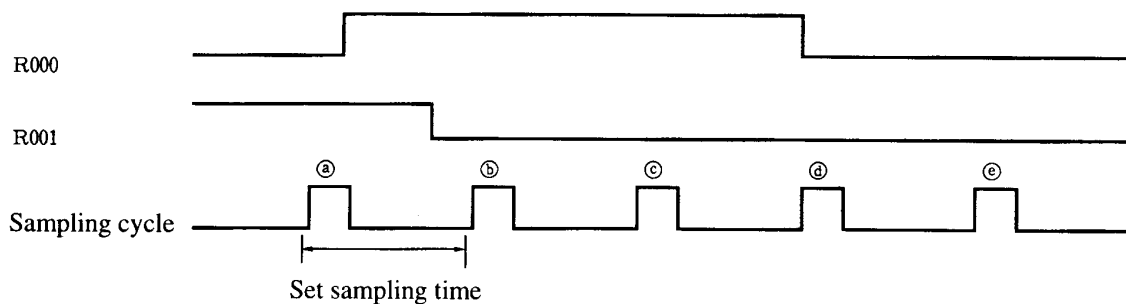 R000
R001
ⓐ ⓑ ⓒ ⓓ ⓔ
Sampling cycle
Set sampling time